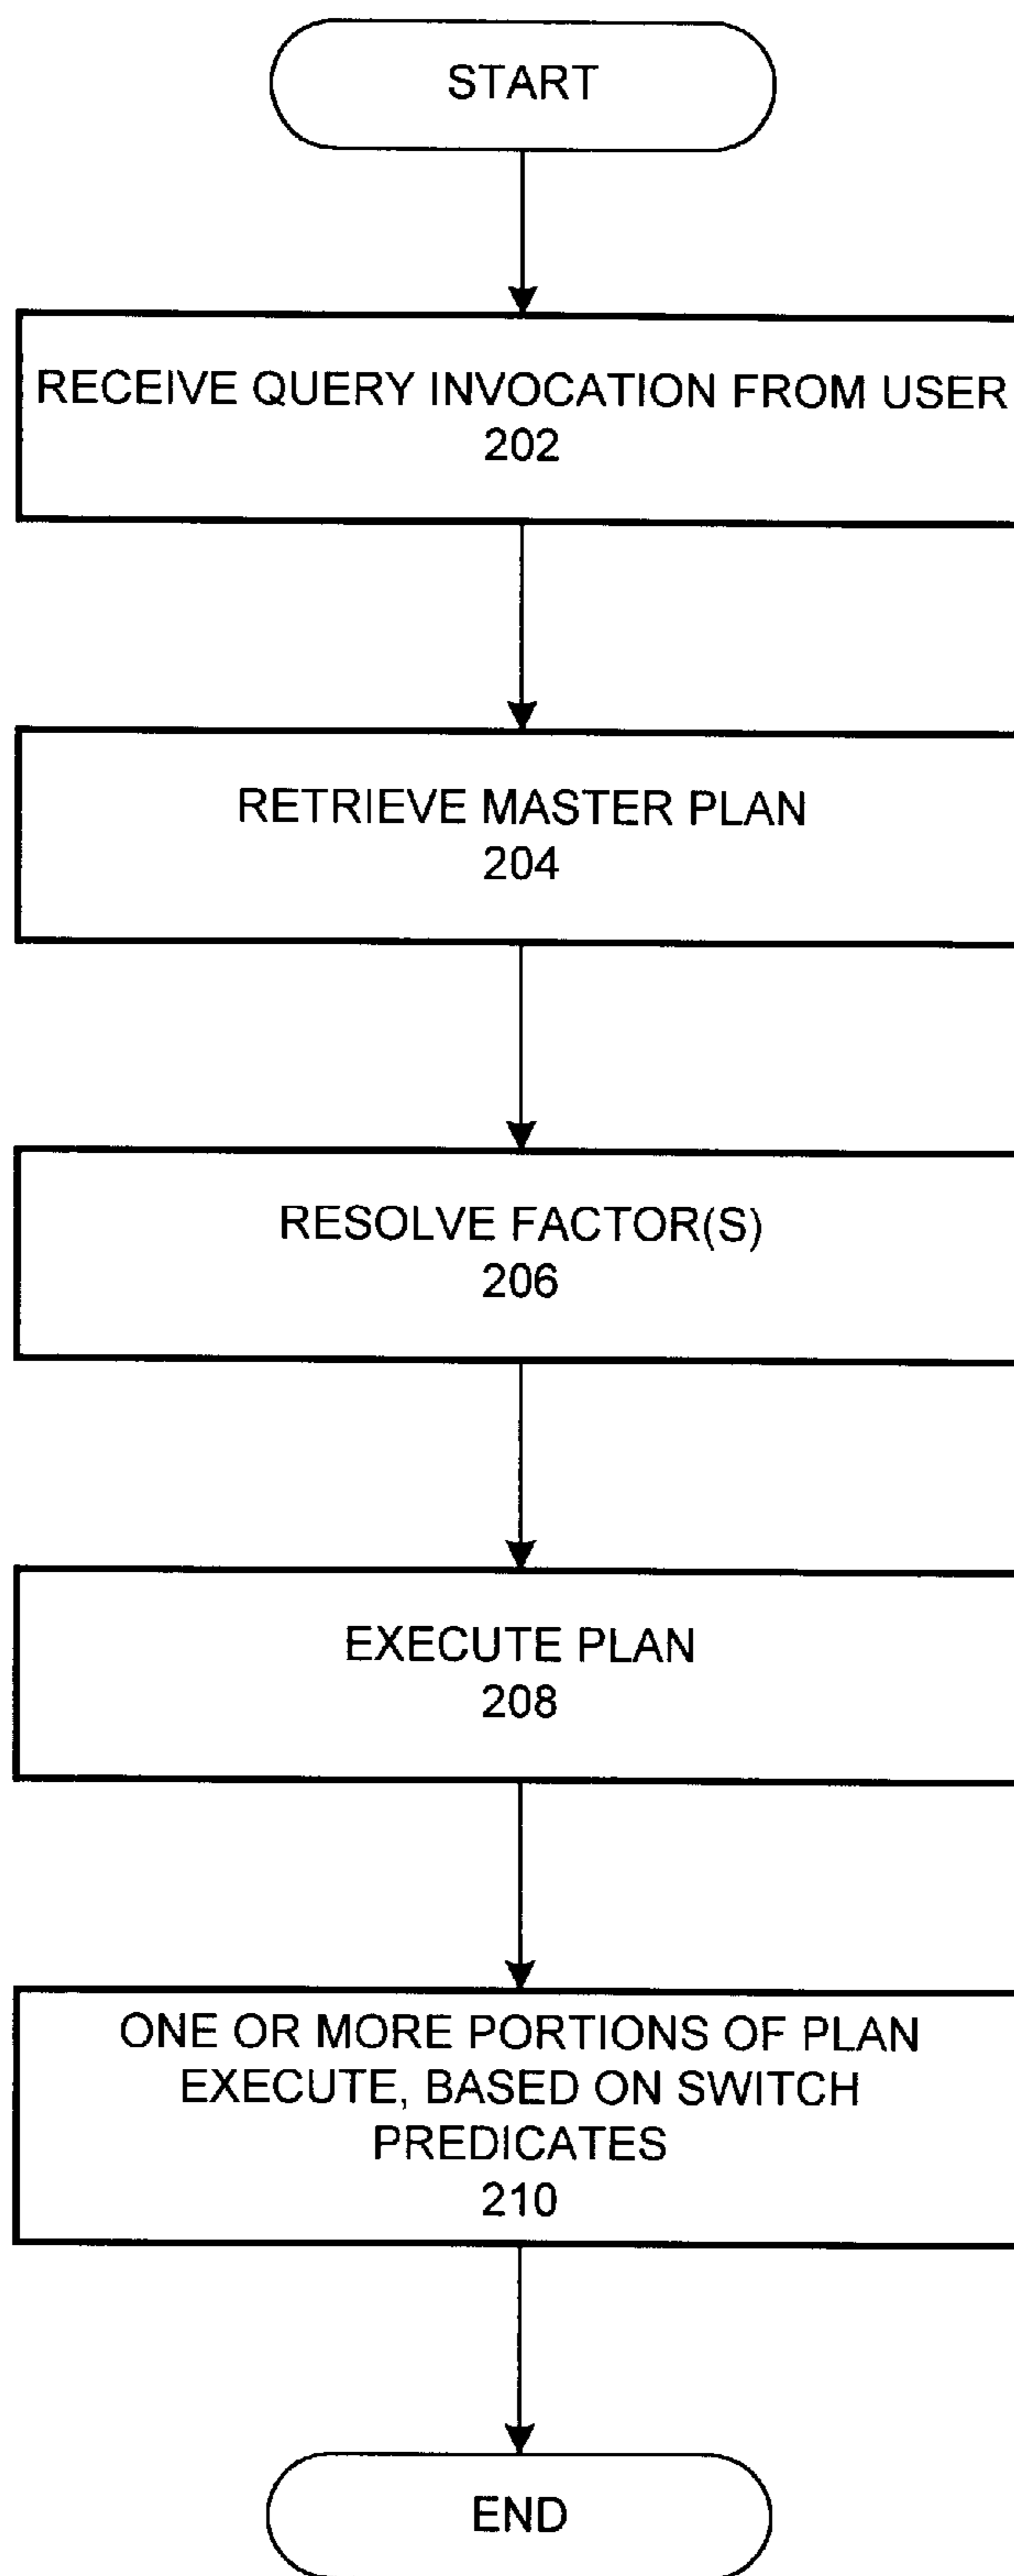 START
RECEIVE QUERY INVOCATION FROM USER
202
RETRIEVE MASTER PLAN
204
RESOLVE FACTOR(S)
206
EXECUTE PLAN
208
ONE OR MORE PORTIONS OF PLAN
EXECUTE, BASED ON SWITCH
PREDICATES
210
END